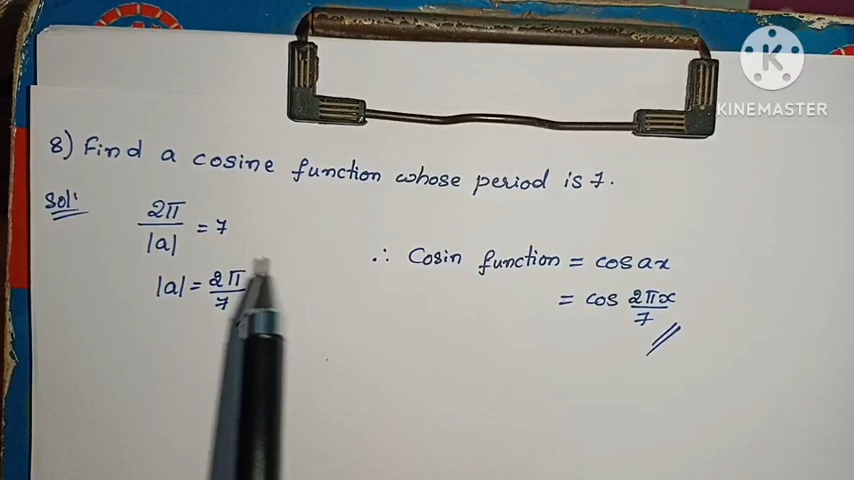 KINEMASTER
8) Find a cosine function whose period is 7.
Sol:
2π/|a| = 7
|a| = 2π/7
∴ Cosin function = cos ax
= cos 2πx/7